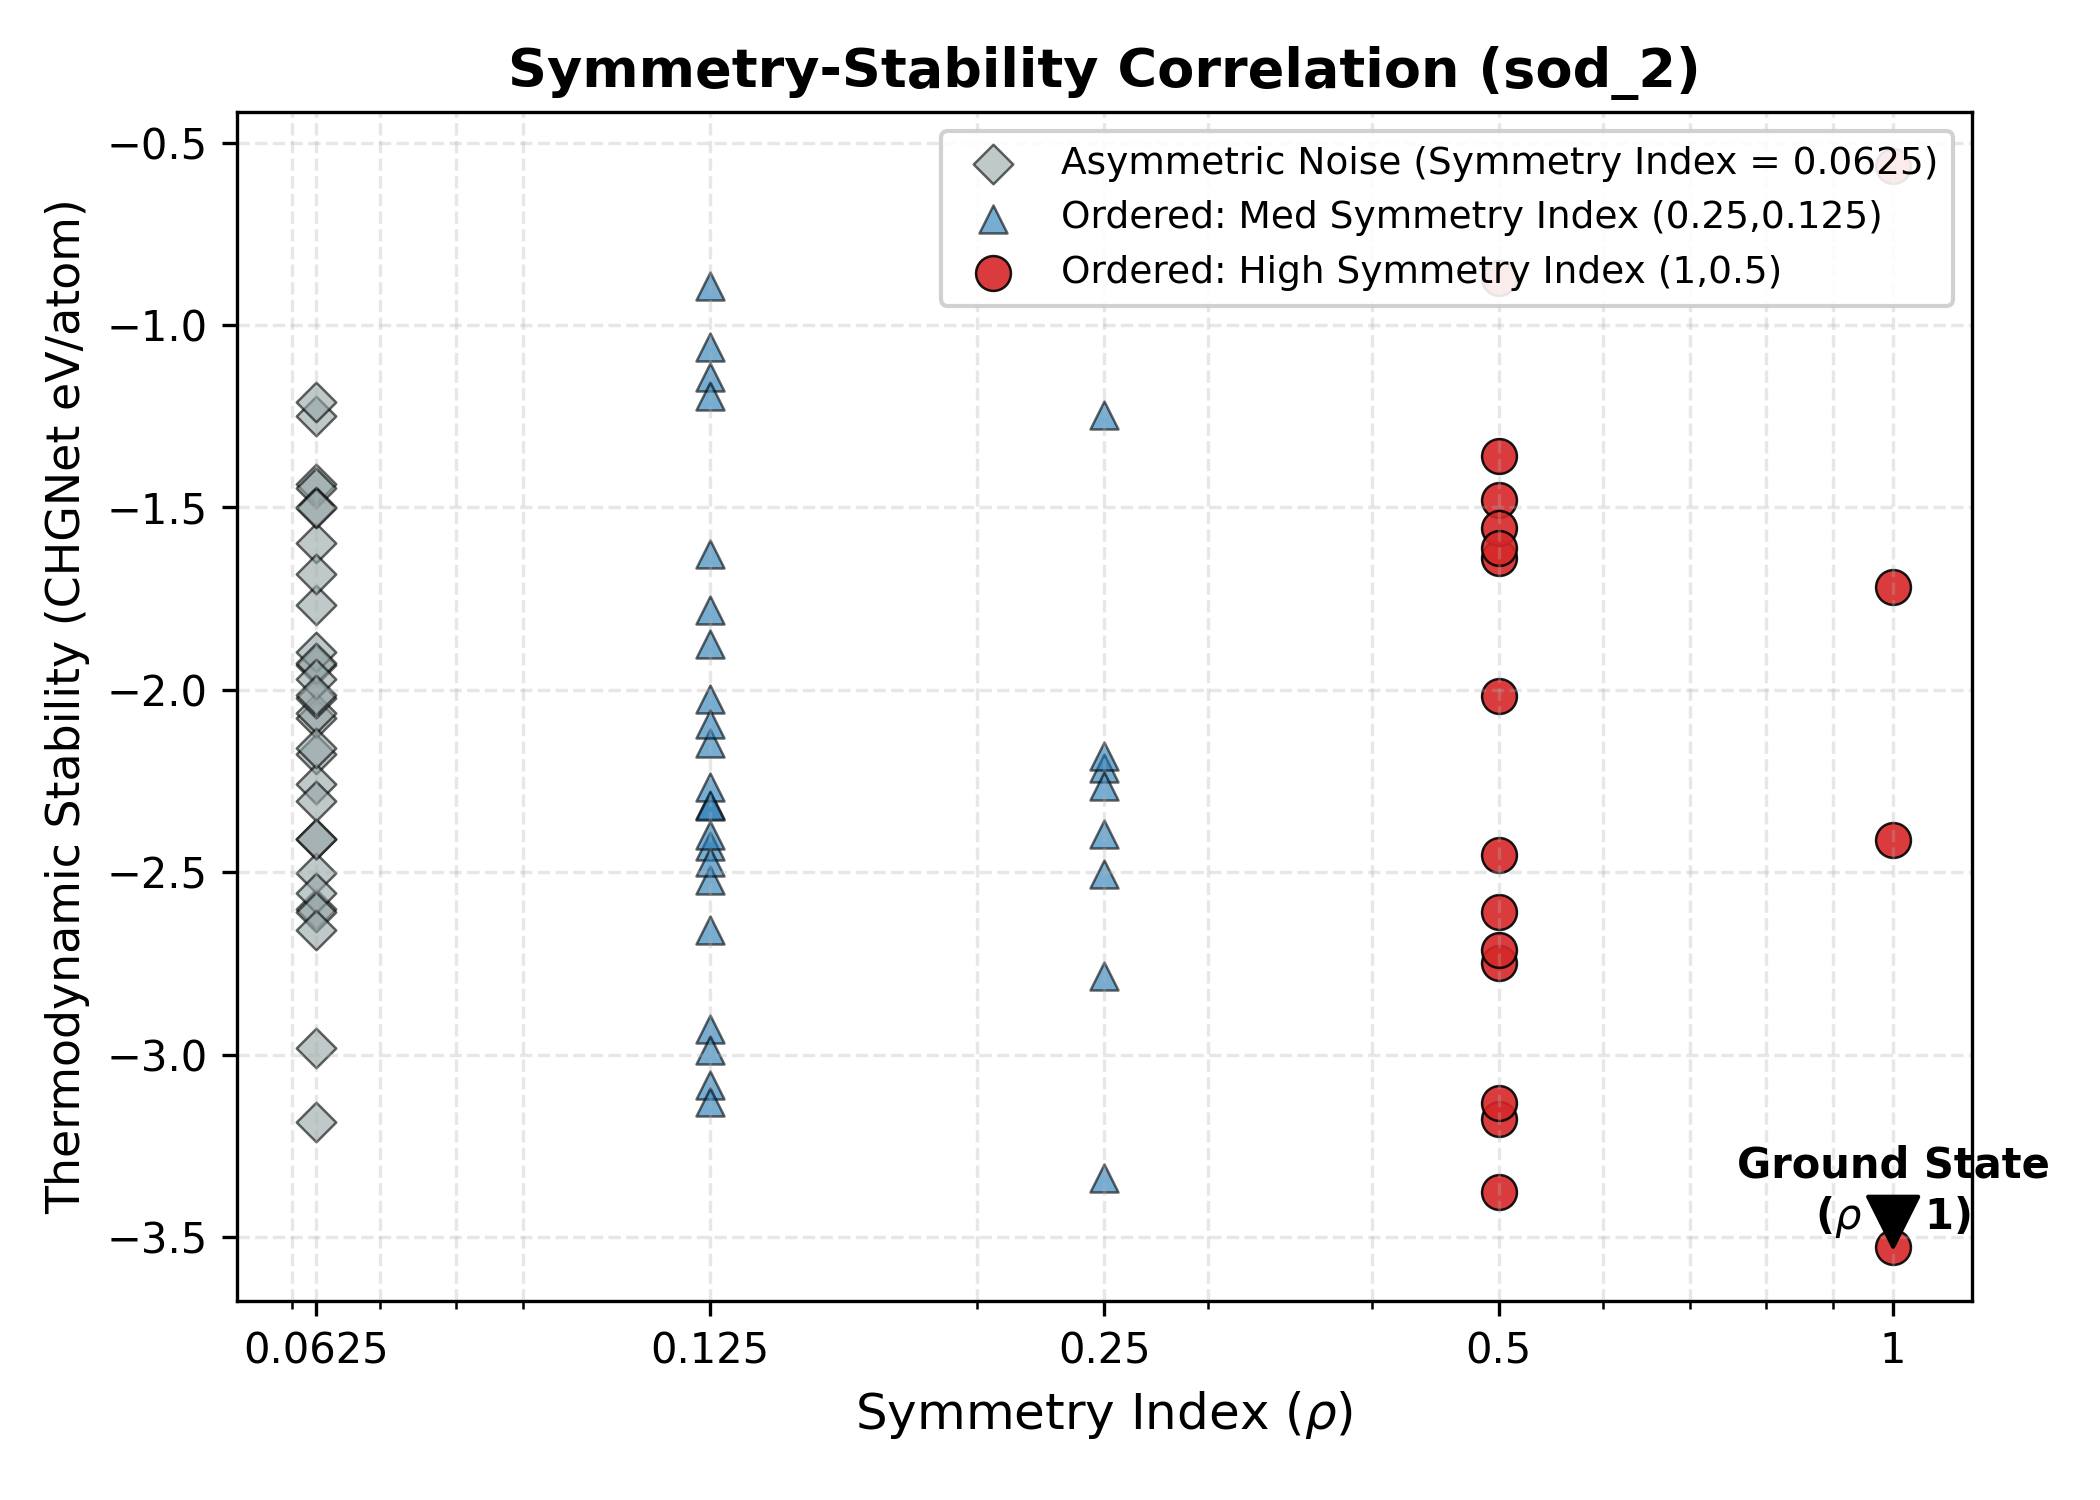 Symmetry-Stability Correlation (sod_2)
Thermodynamic Stability (CHGNet eV/atom)
−0.5
−1.0
−1.5
−2.0
−2.5
−3.0
−3.5
Asymmetric Noise (Symmetry Index = 0.0625)
Ordered: Med Symmetry Index (0.25,0.125)
Ordered: High Symmetry Index (1,0.5)
Ground State
(ρ 1)
0.0625
0.125
0.25
0.5
1
Symmetry Index (ρ)